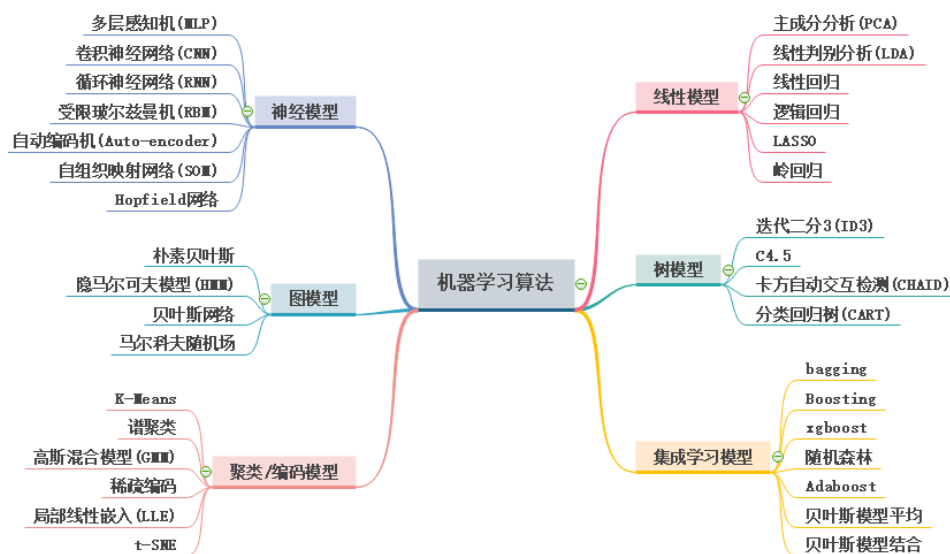 机器学习算法
神经模型
多层感知机(MLP)
卷积神经网络(CNN)
循环神经网络(RNN)
受限玻尔兹曼机(RBM)
自动编码机(Auto-encoder)
自组织映射网络(SOM)
Hopfield网络
图模型
朴素贝叶斯
隐马尔可夫模型(HMM)
贝叶斯网络
马尔科夫随机场
聚类/编码模型
K-Means
谱聚类
高斯混合模型(GMM)
稀疏编码
局部线性嵌入(LLE)
t-SNE
线性模型
主成分分析(PCA)
线性判别分析(LDA)
线性回归
逻辑回归
LASSO
岭回归
树模型
迭代二分3(ID3)
C4.5
卡方自动交互检测(CHAID)
分类回归树(CART)
集成学习模型
bagging
Boosting
xgboost
随机森林
Adaboost
贝叶斯模型平均
贝叶斯模型结合